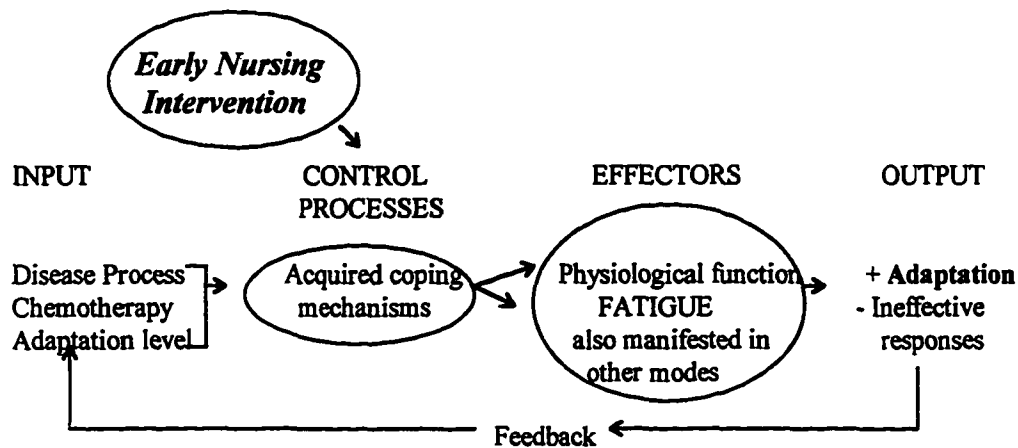 Early Nursing
Intervention
INPUT
CONTROL
PROCESSES
EFFECTORS
OUTPUT
Disease Process
Chemotherapy
Adaptation level
Acquired coping
mechanisms
Physiological function
FATIGUE
also manifested in
other modes
+ Adaptation
- Ineffective
responses
Feedback